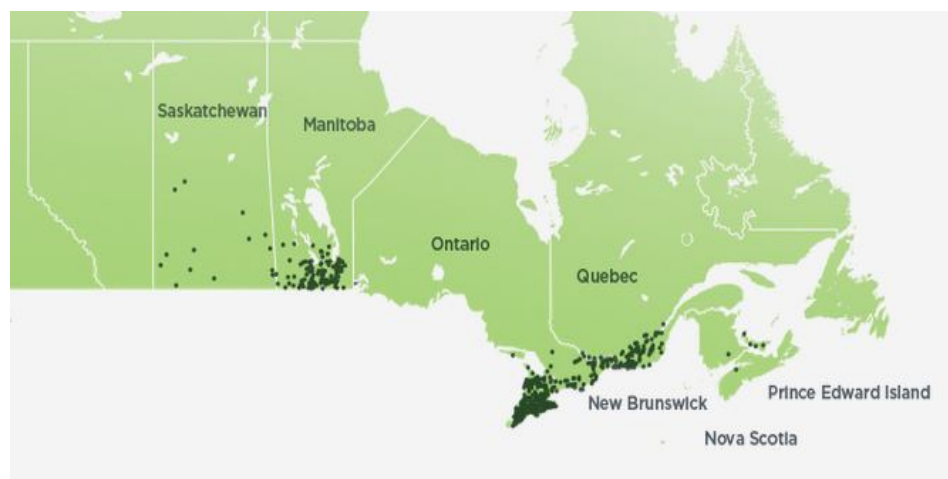 Saskatchewan
Manitoba
Ontario
Quebec
New Brunswick
Prince Edward Island
Nova Scotia